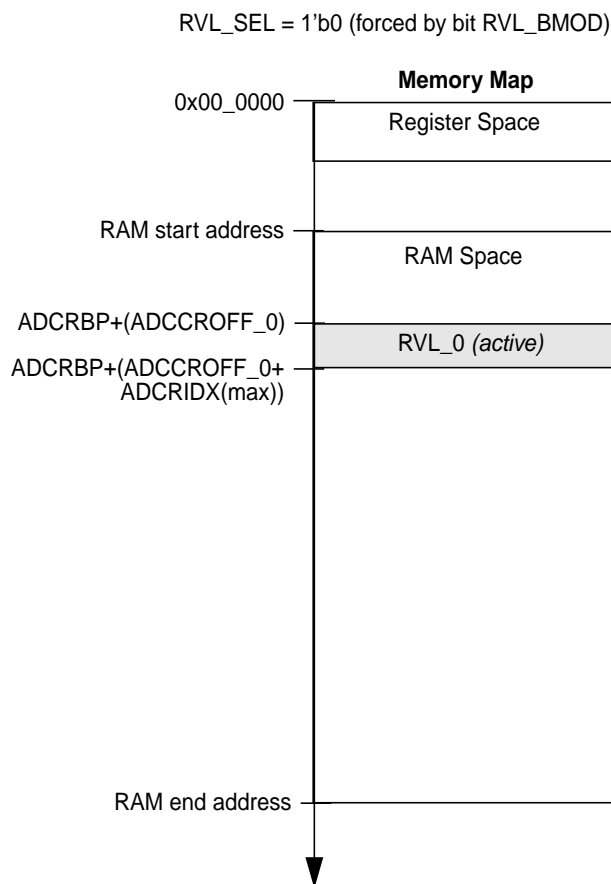 RVL_SEL = 1'b0 (forced by bit RVL_BMOD)
Memory Map
0x00_0000
Register Space
RAM start address
RAM Space
ADCRBP+(ADCCROFF_0)
RVL_0 (active)
ADCRBP+(ADCCROFF_0+
ADCRIDX(max))
RAM end address